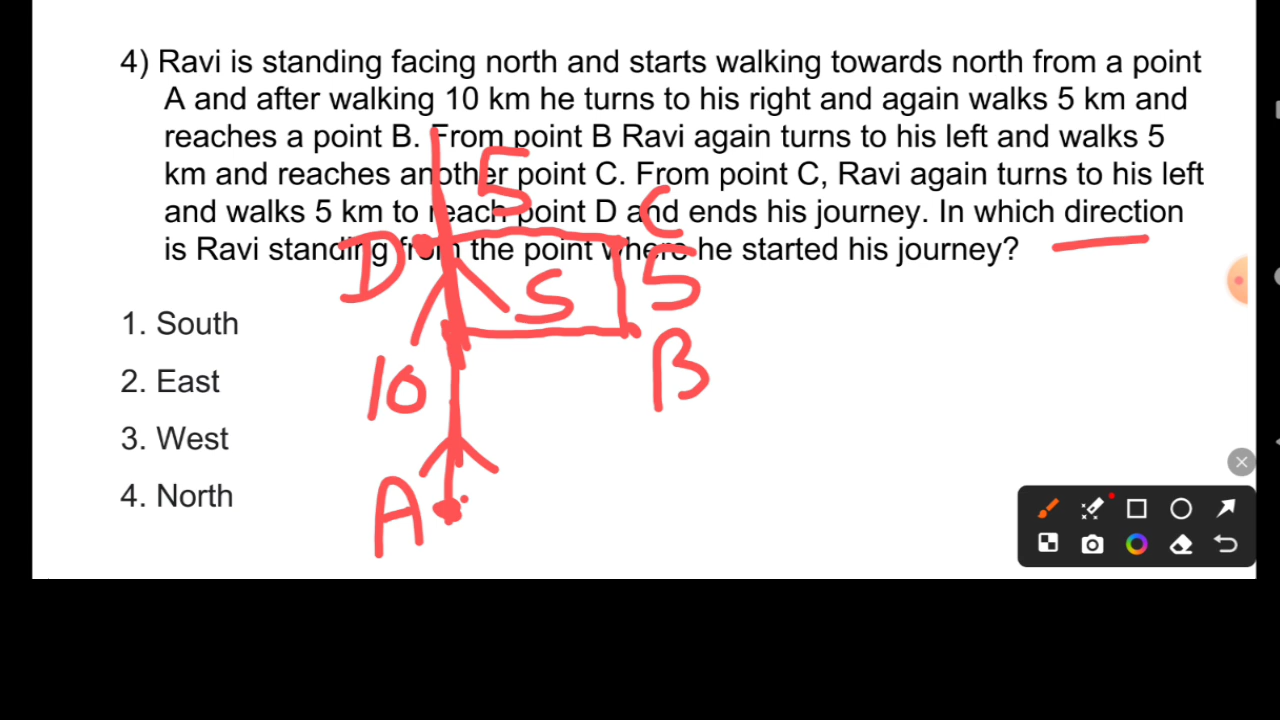 4) Ravi is standing facing north and starts walking towards north from a point
A and after walking 10 km he turns to his right and again walks 5 km and
reaches a point B. From point B Ravi again turns to his left and walks 5
km and reaches another point C. From point C, Ravi again turns to his left
and walks 5 km to reach point D and ends his journey. In which direction
is Ravi standing from the point where he started his journey?
5
C
D
5
5
1. South
2. East
10
B
3. West
4. North
A